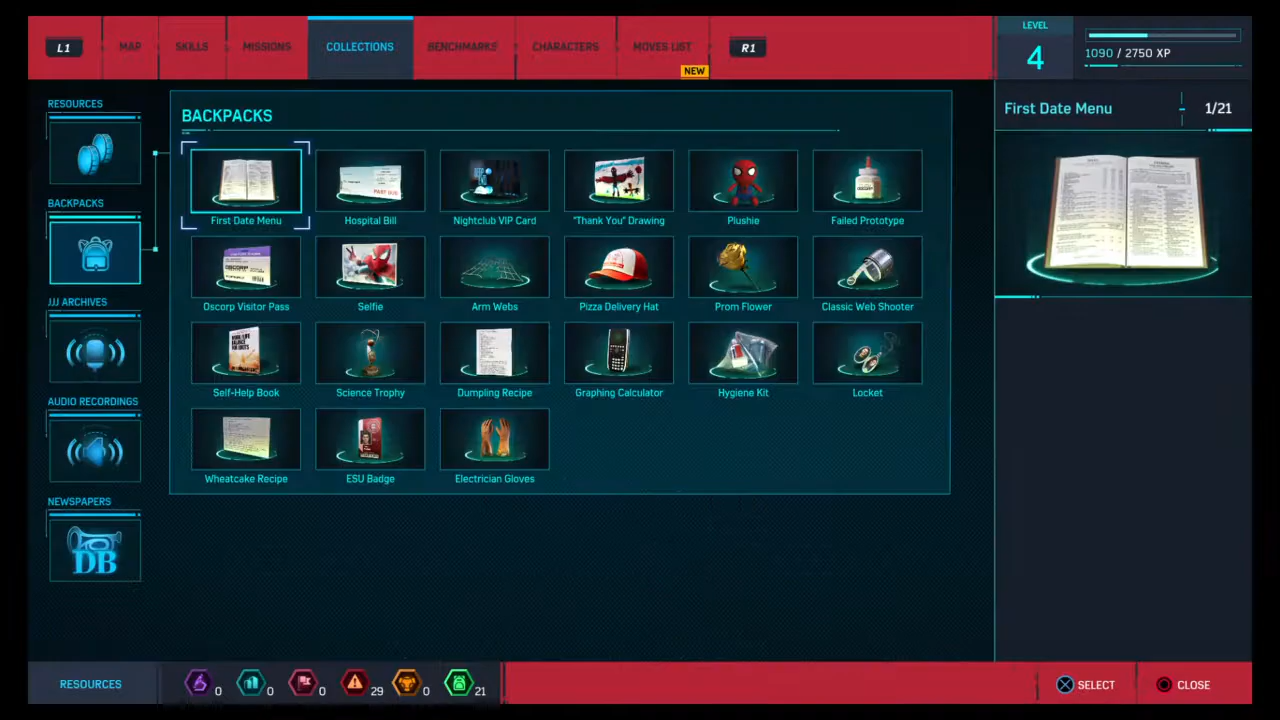 L1 MAP SKILLS MISSIONS COLLECTIONS BENCHMARKS CHARACTERS MOVES LIST R1
NEW
LEVEL
4
1090 / 2750 XP
RESOURCES
BACKPACKS
JJJ ARCHIVES
AUDIO RECORDINGS
NEWSPAPERS
DB
BACKPACKS
First Date Menu Hospital Bill Nightclub VIP Card "Thank You" Drawing Plushie Failed Prototype
Oscorp Visitor Pass Selfie Arm Webs Pizza Delivery Hat Prom Flower Classic Web Shooter
Self-Help Book Science Trophy Dumpling Recipe Graphing Calculator Hygiene Kit Locket
Wheatcake Recipe ESU Badge Electrician Gloves
First Date Menu 1/21
RESOURCES 0 0 0 29 0 21
SELECT CLOSE